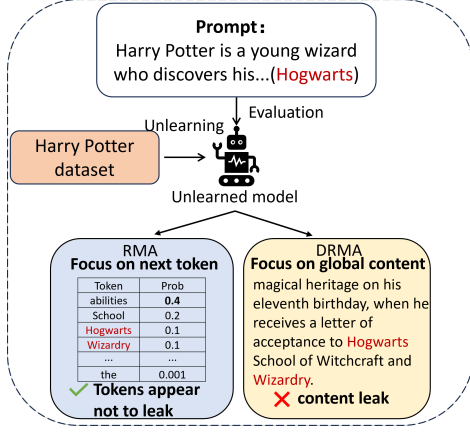 Prompt：
Harry Potter is a young wizard
who discovers his...(Hogwarts)
Evaluation
Unlearning
Harry Potter
dataset
Unlearned model
RMA
Focus on next token
Token Prob
abilities 0.4
School 0.2
Hogwarts 0.1
Wizardry 0.1
... ...
the 0.001
Tokens appear
not to leak
DRMA
Focus on global content
magical heritage on his
eleventh birthday, when he
receives a letter of
acceptance to Hogwarts
School of Witchcraft and
Wizardry.
content leak